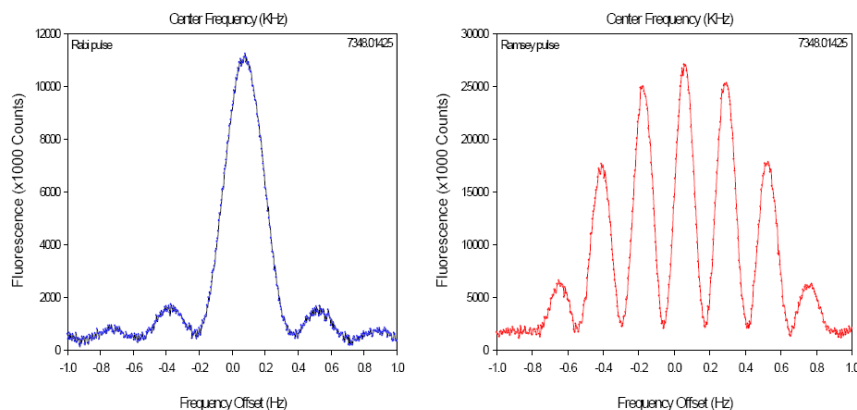 Center Frequency (KHz)
Rabi pulse 7348.01425
12000
10000
8000
6000
4000
2000
0
Fluorescence (x1000 Counts)
-1.0 -0.8 -0.6 -0.4 -0.2 0.0 0.2 0.4 0.6 0.8 1.0
Frequency Offset (Hz)
Center Frequency (KHz)
Ramsey pulse 7348.01425
30000
25000
20000
15000
10000
5000
0
Fluorescence (x1000 Counts)
-1.0 -0.8 -0.6 -0.4 -0.2 0.0 0.2 0.4 0.6 0.8 1.0
Frequency Offset (Hz)